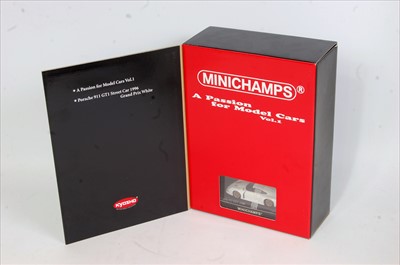 A Passion for Model Cars Vol.1
Porsche 911 GT1 Street Car 1996
Grand Prix White
KYOSHO
MINICHAMPS®
A Passion
for Model Cars
Vol.1
MINICHAMPS